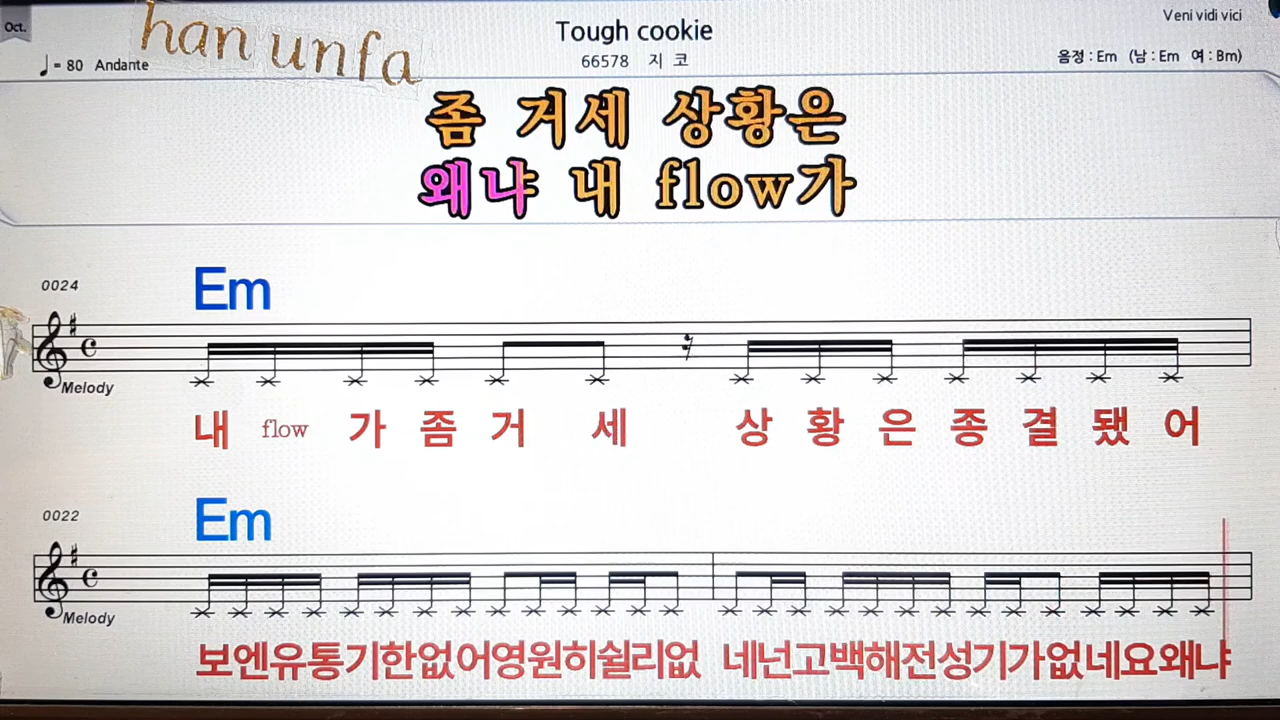 Oct.
han unfa
Tough cookie
Veni vidi vici
♩= 80 Andante
66578 지 코
음정 : Em (남 : Em 여 : Bm)
좀 거세 상황은
왜냐 내 flow가
0024
Em
Melody
내 flow 가 좀 거 세 상 황 은 종 결 됐 어
0022
Em
Melody
보엔유통기한없어영원히쉴리없 네넌고백해전성기가없네요왜냐